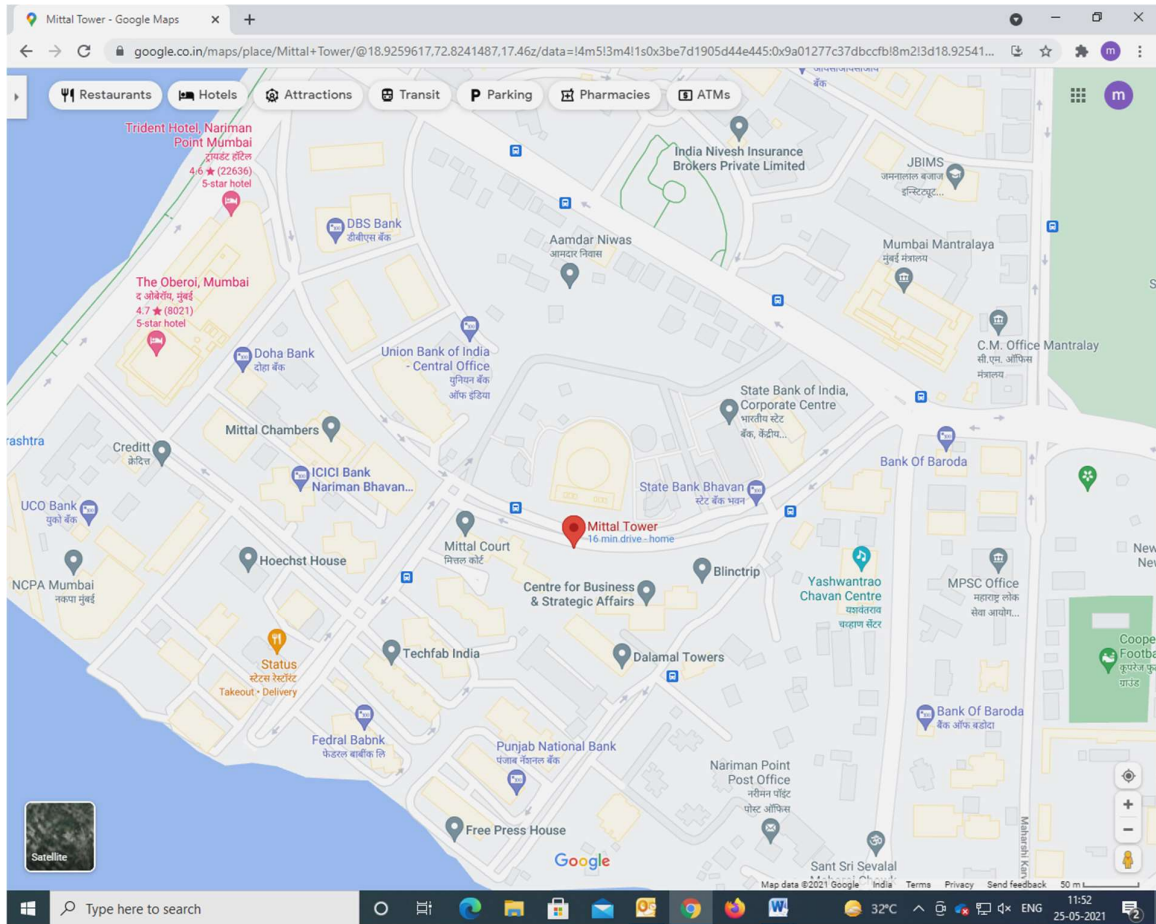 Mittal Tower - Google Maps
google.co.in/maps/place/Mittal+Tower/@18.9259617,72.8241487,17.46z/data=!4m5!3m4!1s0x3be7d1905d44e445:0x9a01277c37dbccfb!8m2!3d18.92541...
m
Restaurants
Hotels
Attractions
Transit
Parking
Pharmacies
ATMs
m
बँक
Trident Hotel, Nariman
Point Mumbai
ट्रायडंट हॉटेल
4.6 ★ (22636)
5-star hotel
India Nivesh Insurance
Brokers Private Limited
JBIMS
जमनालाल बजाज
इन्स्टिट्यूट...
DBS Bank
डीबीएस बँक
Aamdar Niwas
आमदार निवास
Mumbai Mantralaya
मुंबई मंत्रालय
The Oberoi, Mumbai
द ओबेरॉय, मुंबई
4.7 ★ (8021)
5-star hotel
Doha Bank
दोहा बँक
Union Bank of India
- Central Office
युनियन बँक
ऑफ इंडिया
C.M. Office Mantralay
सी.एम. ऑफिस
मंत्रालय
State Bank of India,
Corporate Centre
भारतीय स्टेट
बँक, केंद्रीय...
Mittal Chambers
rashtra
Creditt
क्रेदित्त
Bank Of Baroda
ICICI Bank
Nariman Bhavan...
State Bank Bhavan
स्टेट बँक भवन
UCO Bank
युको बँक
Mittal Tower
16 min drive - home
Mittal Court
मित्तल कोर्ट
Hoechst House
NCPA Mumbai
नकपा मुंबई
Centre for Business
& Strategic Affairs
Blinctrip
Yashwantrao
Chavan Centre
यशवंतराव
चव्हाण सेंटर
MPSC Office
महाराष्ट्र लोक
सेवा आयोग...
New
Ne
Status
स्टेटस रेस्टॉरंट
Takeout • Delivery
Techfab India
Dalamal Towers
Coope
Footba
कूपरेज फु
ग्राउंड
Fedral Babnk
फेडरल बाबींक लि
Punjab National Bank
पंजाब नॅशनल बँक
Bank Of Baroda
बँक ऑफ बडोदा
Nariman Point
Post Office
नरीमन पॉइंट
पोस्ट ऑफिस
Free Press House
Sant Sri Sevalal
Maharshi Karv
Satellite
Google
Map data ©2021 Google India Terms Privacy Send feedback 50 m
Type here to search
32°C
ENG
11:52
25-05-2021
2